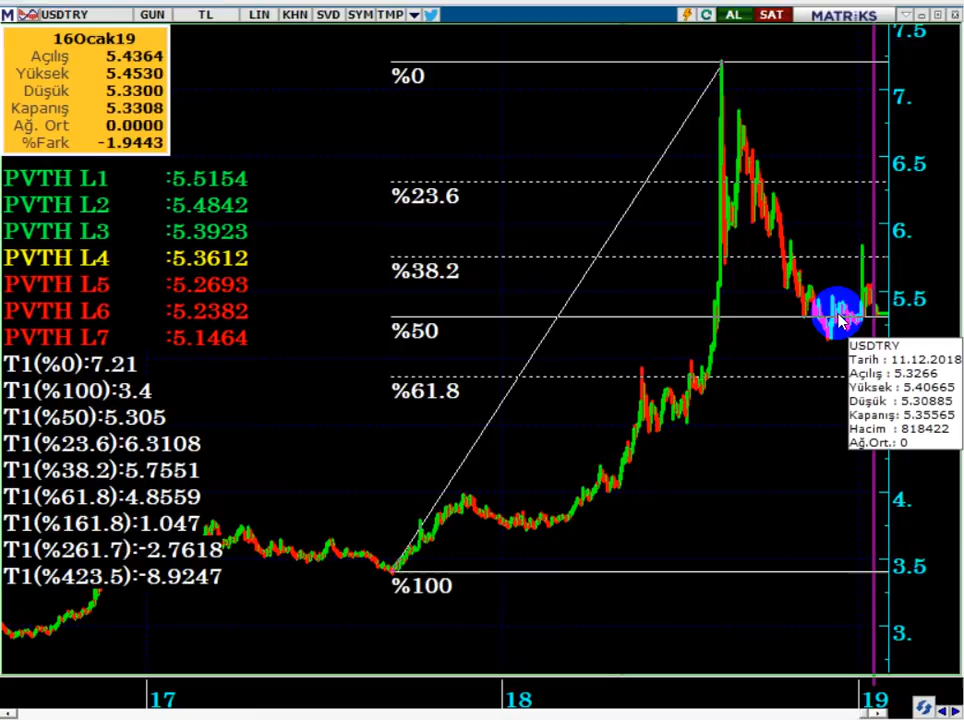 M USDTRY GUN TL LIN KHN SVD SYM TMP AL SAT MATRiKS
16Ocak19
Açılış 5.4364
Yüksek 5.4530
Düşük 5.3300
Kapanış 5.3308
Ağ. Ort 0.0000
%Fark -1.9443
PVTH L1 :5.5154
PVTH L2 :5.4842
PVTH L3 :5.3923
PVTH L4 :5.3612
PVTH L5 :5.2693
PVTH L6 :5.2382
PVTH L7 :5.1464
T1(%0):7.21
T1(%100):3.4
T1(%50):5.305
T1(%23.6):6.3108
T1(%38.2):5.7551
T1(%61.8):4.8559
T1(%161.8):1.047
T1(%261.7):-2.7618
T1(%423.5):-8.9247
%0
%23.6
%38.2
%50
%61.8
%100
7.5
7.
6.5
6.
5.5
4.
3.5
3.
USDTRY
Tarih : 11.12.2018
Açılış : 5.3266
Yüksek : 5.40665
Düşük : 5.30885
Kapanış: 5.35565
Hacim : 818422
Ağ.Ort.: 0
17 18 19